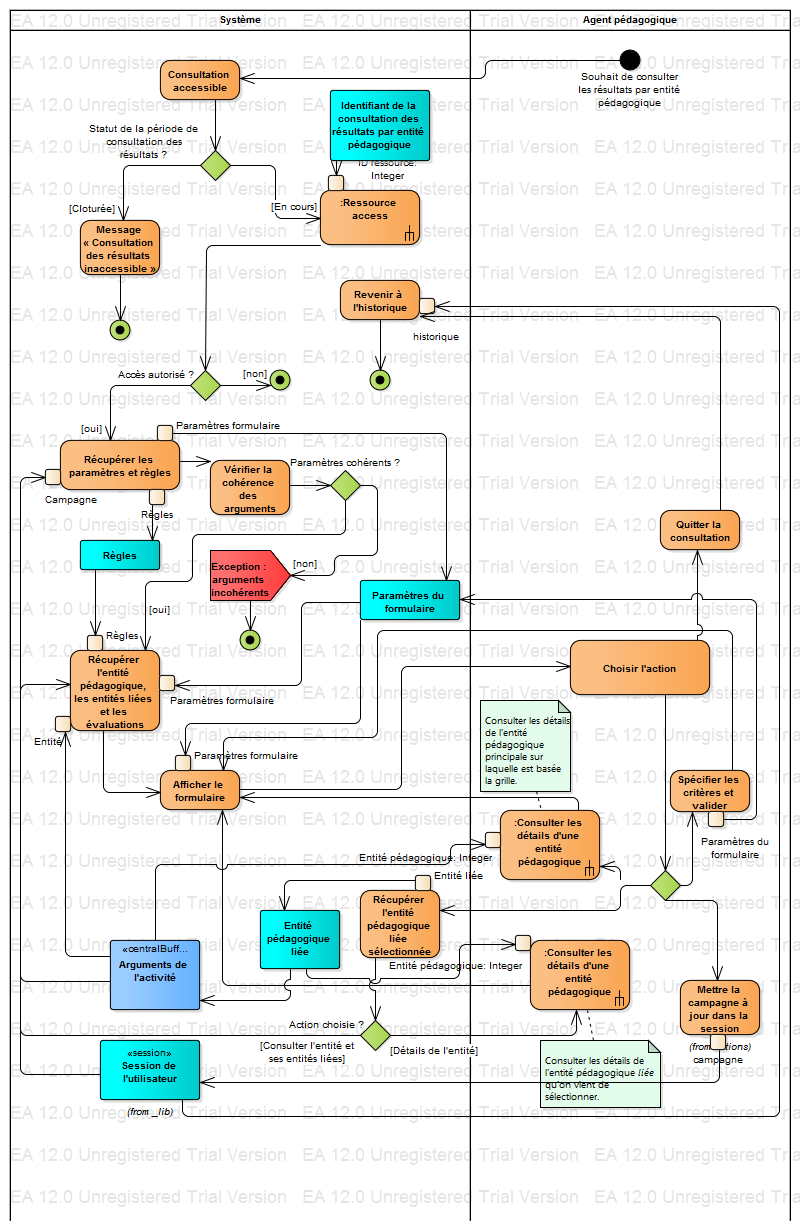 Système
Agent pédagogique
EA 12.0 Unregistered Trial Version
Consultation
accessible
Souhait de consulter
les résultats par entité
pédagogique
Identifiant de la
consultation des
résultats par entité
pédagogique
Statut de la période de
consultation des
résultats ?
ID ressource:
Integer
[Cloturée]
[En cours]
:Ressource
access
Message
« Consultation
des résultats
inaccessible »
Revenir à
l'historique
historique
Accès autorisé ?
[non]
[oui]
Paramètres formulaire
Récupérer les
paramètres et règles
Campagne
Règles
Vérifier la
cohérence
des
arguments
Paramètres cohérents ?
Quitter la
consultation
Règles
[non]
Exception :
arguments
incohérents
[oui]
Paramètres du
formulaire
Règles
Récupérer
l'entité
pédagogique,
les entités liées
et les
évaluations
Paramètres formulaire
Entité
Choisir l'action
Consulter les détails
de l'entité
pédagogique
principale sur
laquelle est basée
la grille.
Paramètres formulaire
Afficher le
formulaire
Spécifier les
critères et
valider
Paramètres du
formulaire
:Consulter les
détails d'une
entité
pédagogique
Entité pédagogique: Integer
Entité liée
Récupérer
l'entité
pédagogique
liée
sélectionnée
Entité
pédagogique
liée
«centralBuff...
Arguments de
l'activité
Entité pédagogique: Integer
:Consulter les
détails d'une
entité
pédagogique
Mettre la
campagne à
jour dans la
session
Action choisie ?
[Consulter l'entité et
ses entités liées]
[Détails de l'entité]
campagne
«session»
Session de
l'utilisateur
(from _lib)
Consulter les détails de
l'entité pédagogique liée
qu'on vient de
sélectionner.